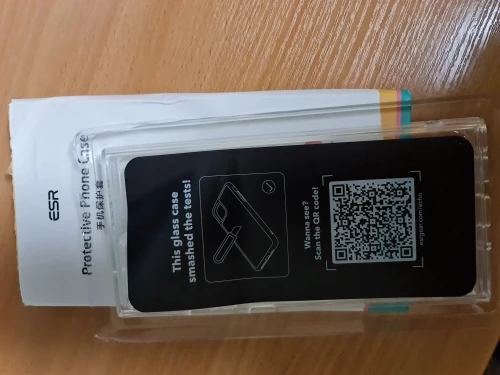 ESR
Protective Phone Case
手机保护套
This glass case
smashed the tests!
Wanna see?
Scan the QR code!